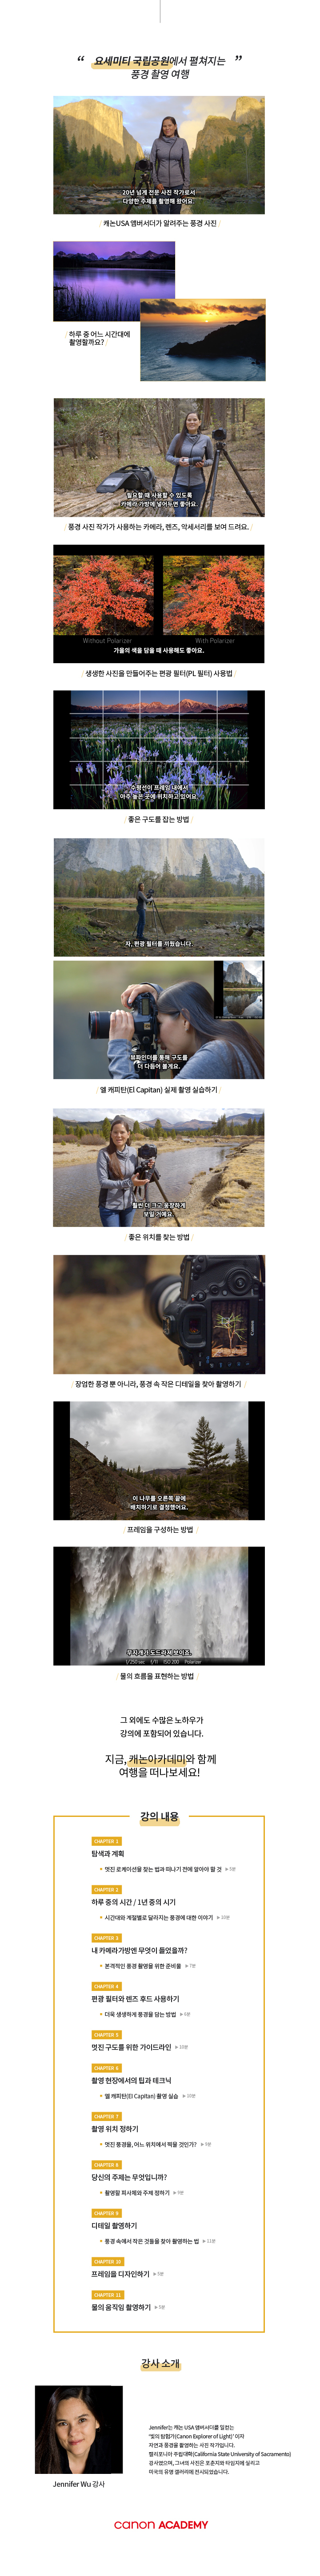 “ 요세미티 국립공원에서 펼쳐지는 ”
풍경 촬영 여행
20년 넘게 전문 사진 작가로서
다양한 주제를 촬영해 왔어요.
/ 캐논USA 앰버서더가 알려주는 풍경 사진 /
/ 하루 중 어느 시간대에
촬영할까요? /
필요할 때 사용할 수 있도록
카메라 가방에 넣어두면 좋아요.
/ 풍경 사진 작가가 사용하는 카메라, 렌즈, 악세서리를 보여 드려요. /
Without Polarizer
With Polarizer
가을의 색을 담을 때 사용해도 좋아요.
/ 생생한 사진을 만들어주는 편광 필터(PL 필터) 사용법 /
수평선이 프레임 내에서
아주 높은 곳에 위치하고 있어요.
/ 좋은 구도를 잡는 방법 /
자, 편광 필터를 끼웠습니다.
뷰파인더를 통해 구도를
더 다듬어 볼게요.
/ 엘 캐피탄(El Capitan) 실제 촬영 실습하기 /
훨씬 더 크고 웅장하게
보일 거예요.
/ 좋은 위치를 찾는 방법 /
/ 장엄한 풍경 뿐 아니라, 풍경 속 작은 디테일을 찾아 촬영하기 /
이 나무를 오른쪽 끝에
배치하기로 결정했어요.
/ 프레임을 구성하는 방법 /
무지개가 도드라져 보이죠.
1/250 sec f/11 ISO 200 Polarizer
/ 물의 흐름을 표현하는 방법 /
그 외에도 수많은 노하우가
강의에 포함되어 있습니다.
지금, 캐논아카데미와 함께
여행을 떠나보세요!
강의 내용
CHAPTER 1
탐색과 계획
멋진 로케이션을 찾는 법과 떠나기 전에 알아야 할 것 ▶ 5분
CHAPTER 2
하루 중의 시간 / 1년 중의 시기
시간대와 계절별로 달라지는 풍경에 대한 이야기 ▶ 10분
CHAPTER 3
내 카메라가방엔 무엇이 들었을까?
본격적인 풍경 촬영을 위한 준비물 ▶ 7분
CHAPTER 4
편광 필터와 렌즈 후드 사용하기
더욱 생생하게 풍경을 담는 방법 ▶ 6분
CHAPTER 5
멋진 구도를 위한 가이드라인 ▶ 10분
CHAPTER 6
촬영 현장에서의 팁과 테크닉
엘 캐피탄(El Capitan) 촬영 실습 ▶ 10분
CHAPTER 7
촬영 위치 정하기
멋진 풍경을, 어느 위치에서 찍을 것인가? ▶ 9분
CHAPTER 8
당신의 주제는 무엇입니까?
촬영할 피사체와 주제 정하기 ▶ 9분
CHAPTER 9
디테일 촬영하기
풍경 속에서 작은 것들을 찾아 촬영하는 법 ▶ 11분
CHAPTER 10
프레임을 디자인하기 ▶ 5분
CHAPTER 11
물의 움직임 촬영하기 ▶ 5분
강사 소개
Jennifer는 캐논 USA 앰버서더를 일컫는
'빛의 탐험가(Canon Explorer of Light)' 이자
자연과 풍경을 촬영하는 사진 작가입니다.
캘리포니아 주립대학(California State University of Sacramento)
강사였으며, 그녀의 사진은 포춘지와 타임지에 실리고
미국의 유명 갤러리에 전시되었습니다.
Jennifer Wu 강사
canon ACADEMY